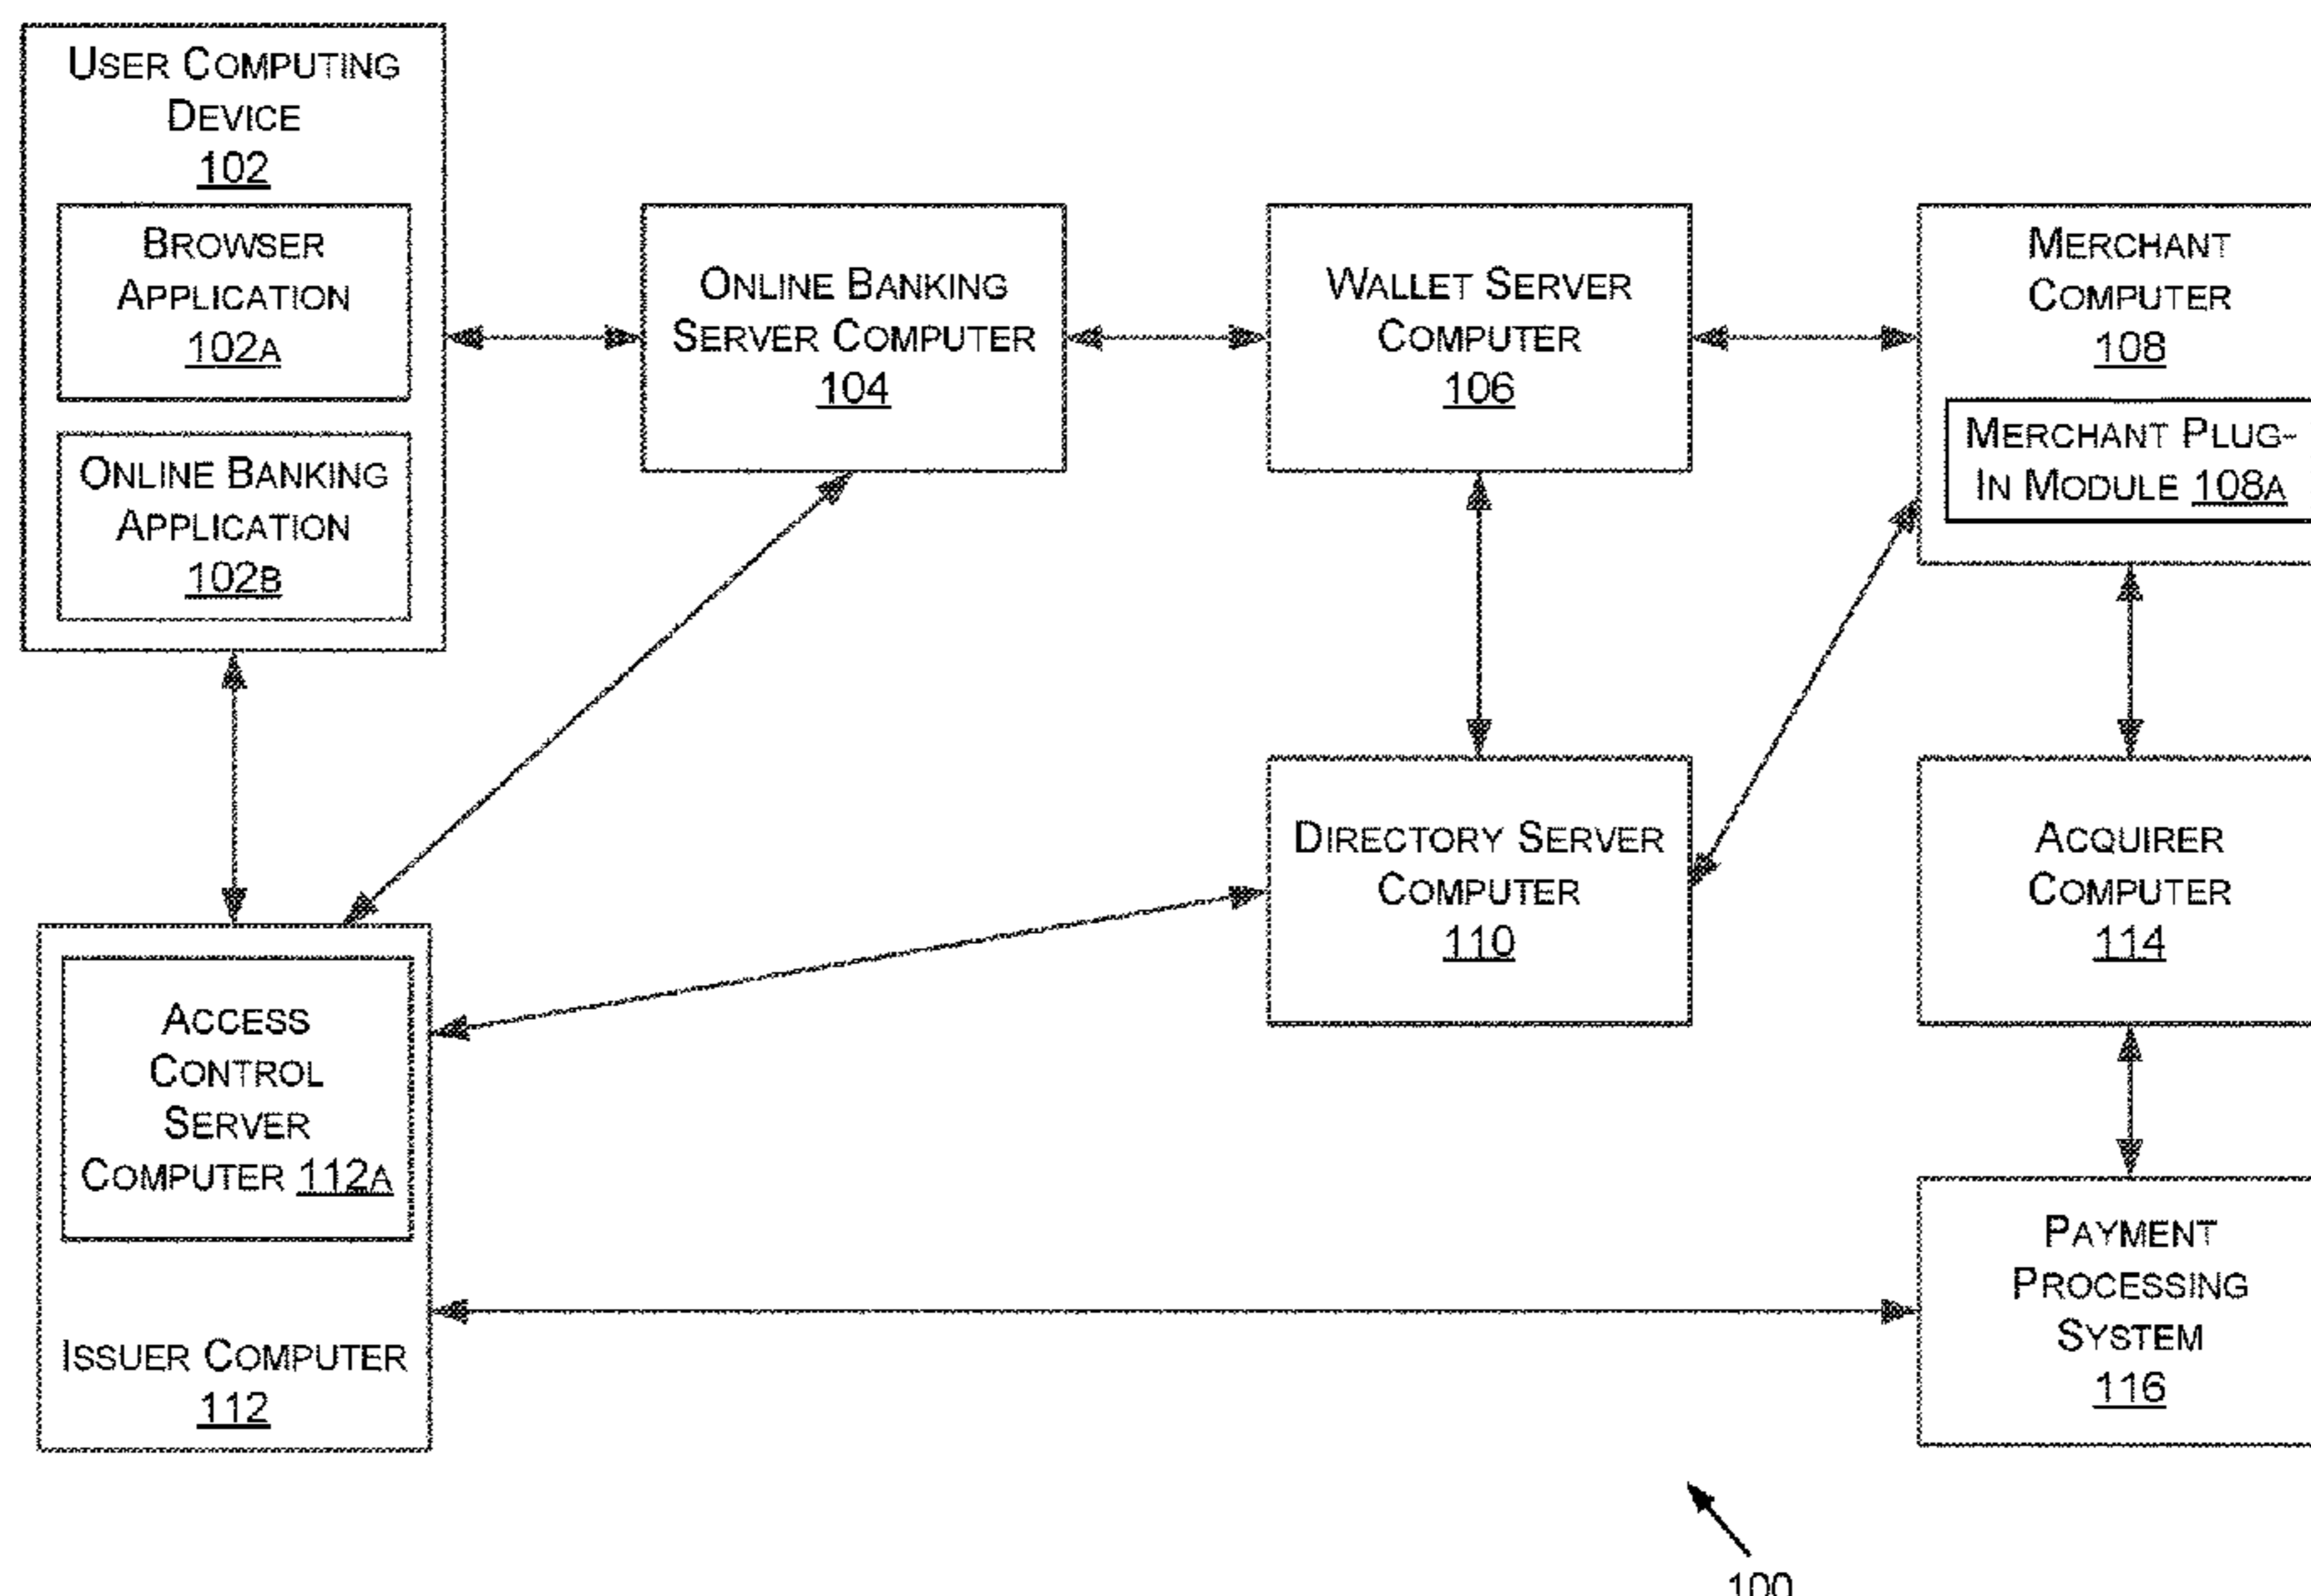 USER COMPUTING
DEVICE
102
BROWSER
APPLICATION
102A
ONLINE BANKING
APPLICATION
102B
ONLINE BANKING
SERVER COMPUTER
104
WALLET SERVER
COMPUTER
106
MERCHANT
COMPUTER
108
MERCHANT PLUG-
IN MODULE 108A
DIRECTORY SERVER
COMPUTER
110
ACQUIRER
COMPUTER
114
ACCESS
CONTROL
SERVER
COMPUTER 112A
ISSUER COMPUTER
112
PAYMENT
PROCESSING
SYSTEM
116
100